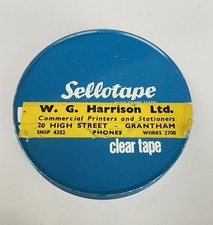 Sellotape
W. G. Harrison Ltd.
Commercial Printers and Stationers
20 HIGH STREET - GRANTHAM
SHOP 4352 PHONES WORKS 2700
clear tape